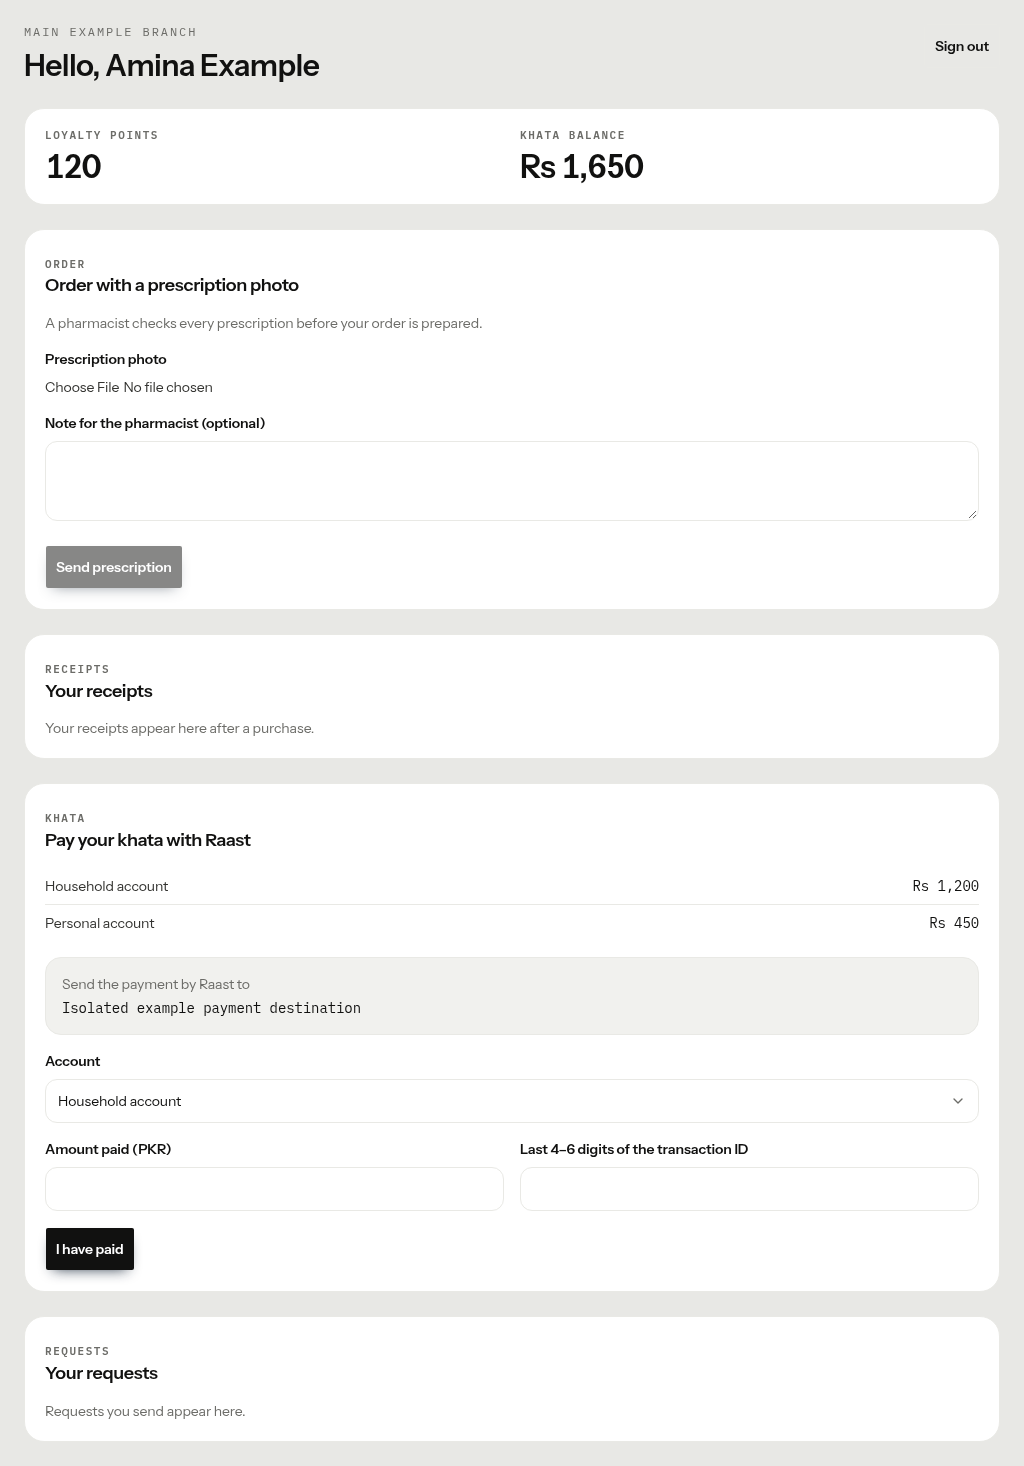 MAIN EXAMPLE BRANCH
Hello, Amina Example
Sign out
LOYALTY POINTS
120
KHATA BALANCE
Rs 1,650
ORDER
Order with a prescription photo
A pharmacist checks every prescription before your order is prepared.
Prescription photo
Choose File No file chosen
Note for the pharmacist (optional)
Send prescription
RECEIPTS
Your receipts
Your receipts appear here after a purchase.
KHATA
Pay your khata with Raast
Household account Rs 1,200
Personal account Rs 450
Send the payment by Raast to
Isolated example payment destination
Account
Household account
Amount paid (PKR)
Last 4–6 digits of the transaction ID
I have paid
REQUESTS
Your requests
Requests you send appear here.